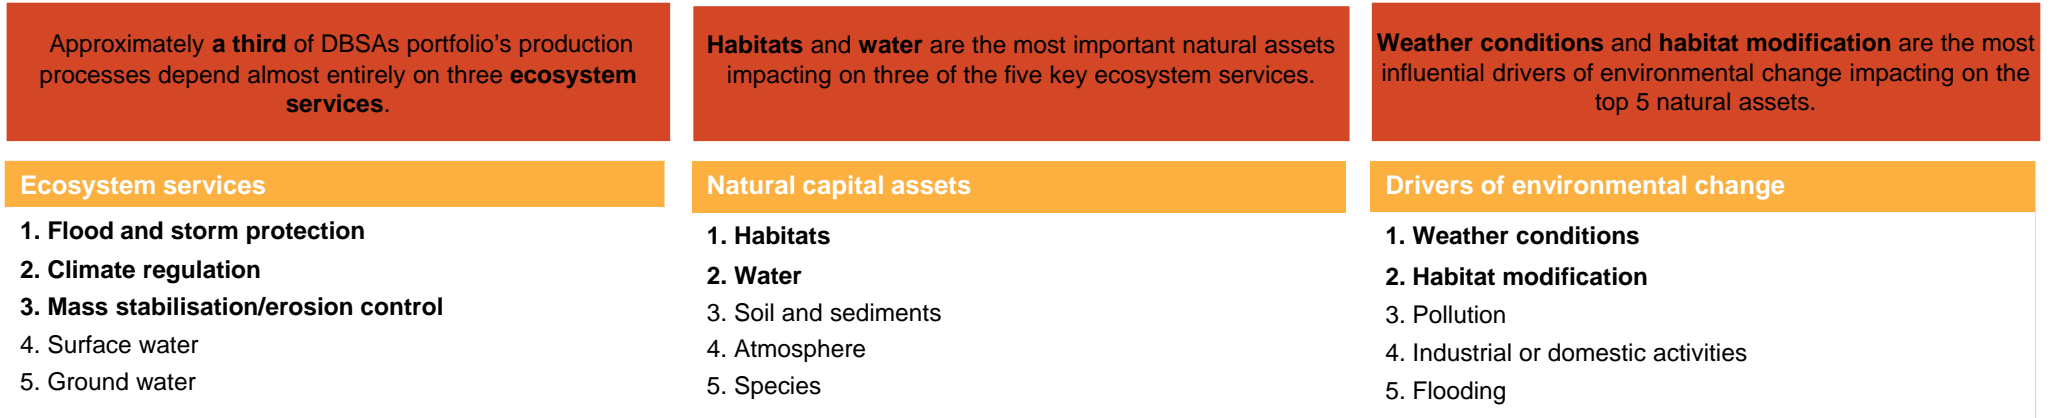 Approximately a third of DBSAs portfolio's production
processes depend almost entirely on three ecosystem
services.
Habitats and water are the most important natural assets
impacting on three of the five key ecosystem services.
Weather conditions and habitat modification are the most
influential drivers of environmental change impacting on the
top 5 natural assets.
Ecosystem services
1. Flood and storm protection
2. Climate regulation
3. Mass stabilisation/erosion control
4. Surface water
5. Ground water
Natural capital assets
1. Habitats
2. Water
3. Soil and sediments
4. Atmosphere
5. Species
Drivers of environmental change
1. Weather conditions
2. Habitat modification
3. Pollution
4. Industrial or domestic activities
5. Flooding